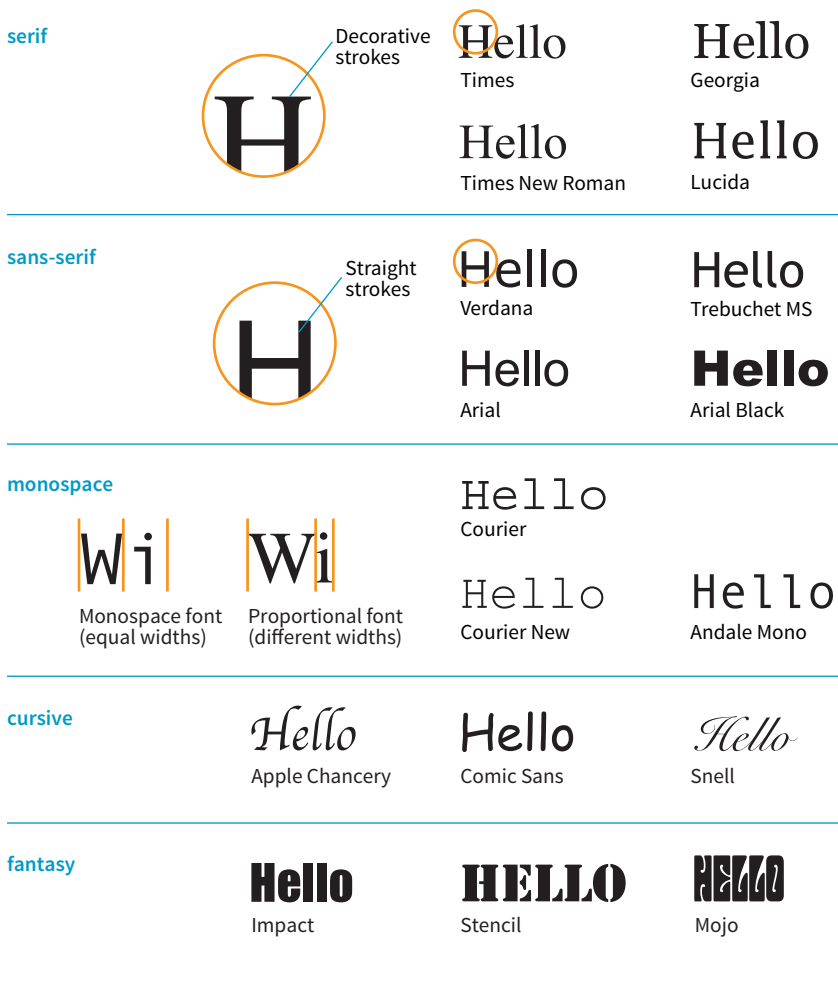 serif
H
Decorative
strokes
Hello
Times
Hello
Georgia
Hello
Times New Roman
Hello
Lucida
sans-serif
H
Straight
strokes
Hello
Verdana
Hello
Trebuchet MS
Hello
Arial
Hello
Arial Black
monospace
Wi
Monospace font
(equal widths)
Wi
Proportional font
(different widths)
Hello
Courier
Hello
Courier New
Hello
Andale Mono
cursive
Hello
Apple Chancery
Hello
Comic Sans
Hello
Snell
fantasy
Hello
Impact
HELLO
Stencil
HELLO
Mojo